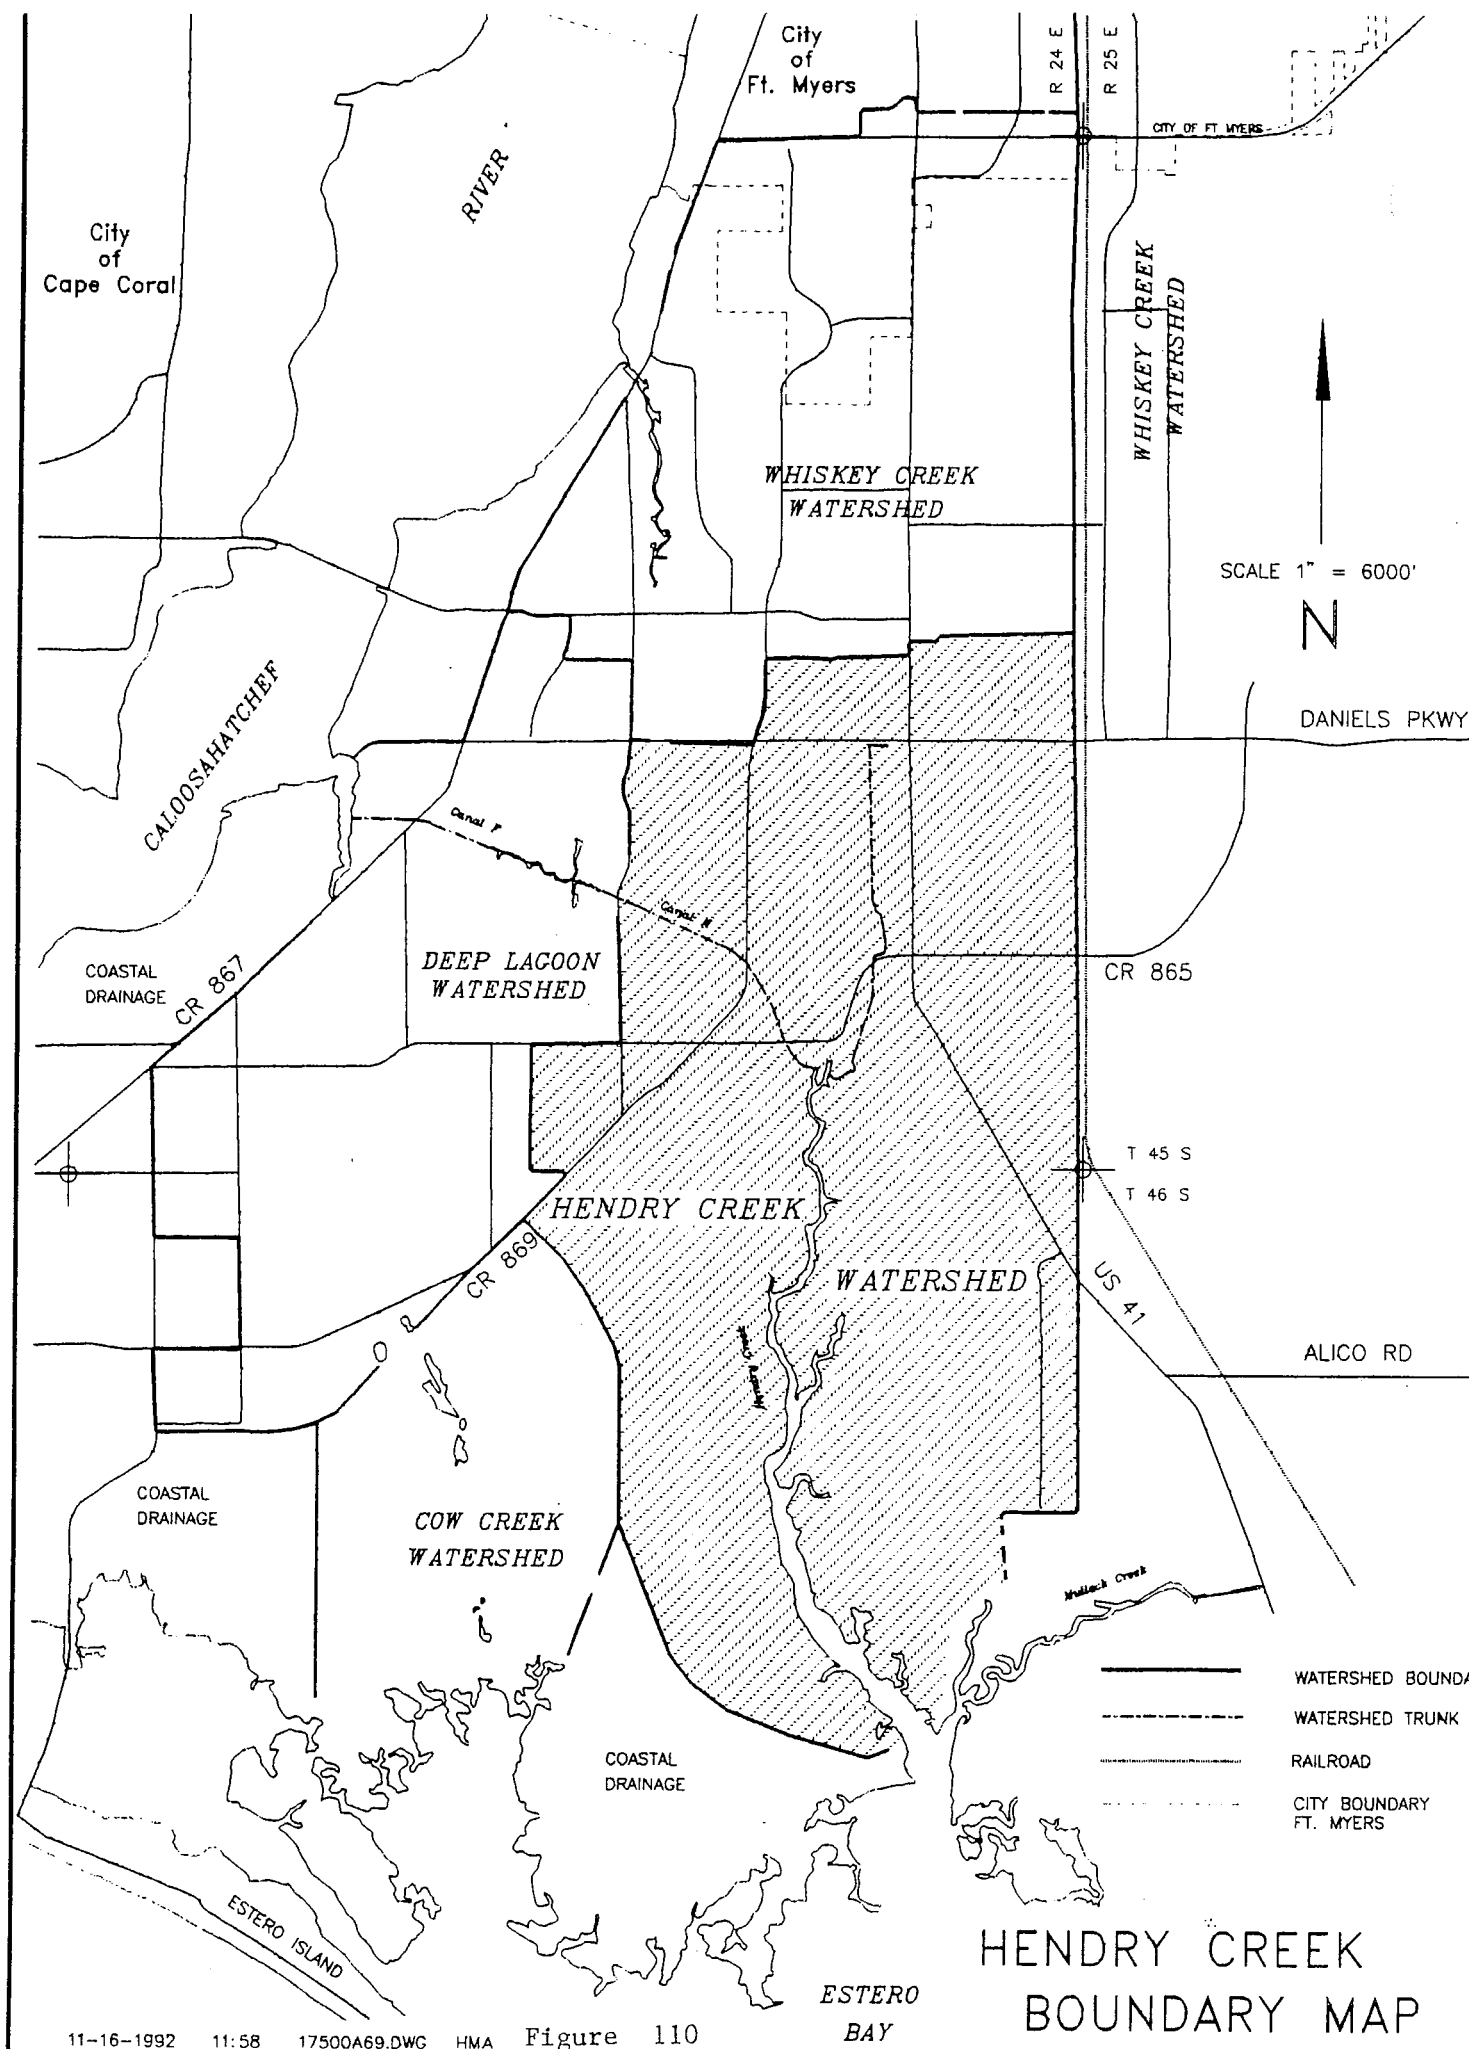 City
of
Ft. Myers
R 24 E
R 25 E
CITY OF FT MYERS
RIVER
City
of
Cape Coral
WHISKEY CREEK
WATERSHED
WHISKEY CREEK
WATERSHED
SCALE 1" = 6000'
N
CALOOSAHATCHEF
DANIELS PKWY
Canal F
Canal H
DEEP LAGOON
WATERSHED
COASTAL
DRAINAGE
CR 867
CR 865
T 45 S
T 46 S
HENDRY CREEK
WATERSHED
CR 869
US 41
ALICO RD
COASTAL
DRAINAGE
COW CREEK
WATERSHED
Mullock Creek
WATERSHED BOUNDA
WATERSHED TRUNK
RAILROAD
CITY BOUNDARY
FT. MYERS
COASTAL
DRAINAGE
ESTERO ISLAND
ESTERO
BAY
HENDRY CREEK
BOUNDARY MAP
11-16-1992 11:58 17500A69.DWG HMA Figure 110